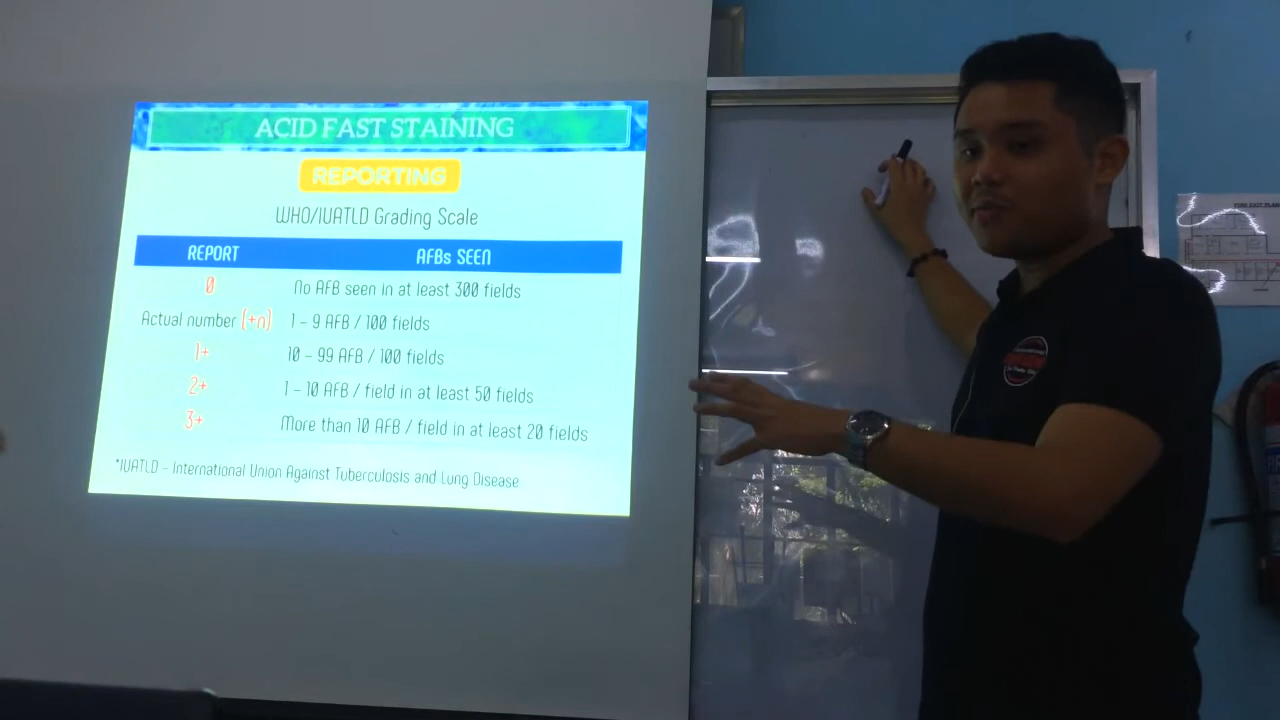 ACID FAST STAINING
REPORTING
WHO/IUATLD Grading Scale
REPORT AFBs SEEN
0 No AFB seen in at least 300 fields
Actual number (+n) 1 – 9 AFB / 100 fields
1+ 10 – 99 AFB / 100 fields
2+ 1 – 10 AFB / field in at least 50 fields
3+ More than 10 AFB / field in at least 20 fields
*IUATLD – International Union Against Tuberculosis and Lung Disease
FIRE EXIT PLAN